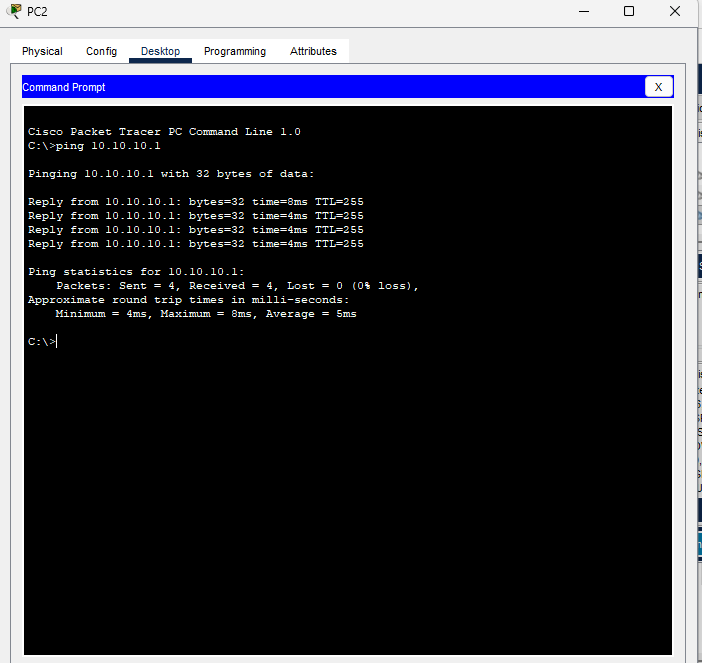 PC2
Physical Config Desktop Programming Attributes
Command Prompt X
Cisco Packet Tracer PC Command Line 1.0
C:\>ping 10.10.10.1
Pinging 10.10.10.1 with 32 bytes of data:
Reply from 10.10.10.1: bytes=32 time=8ms TTL=255
Reply from 10.10.10.1: bytes=32 time=4ms TTL=255
Reply from 10.10.10.1: bytes=32 time=4ms TTL=255
Reply from 10.10.10.1: bytes=32 time=4ms TTL=255
Ping statistics for 10.10.10.1:
Packets: Sent = 4, Received = 4, Lost = 0 (0% loss),
Approximate round trip times in milli-seconds:
Minimum = 4ms, Maximum = 8ms, Average = 5ms
C:\>